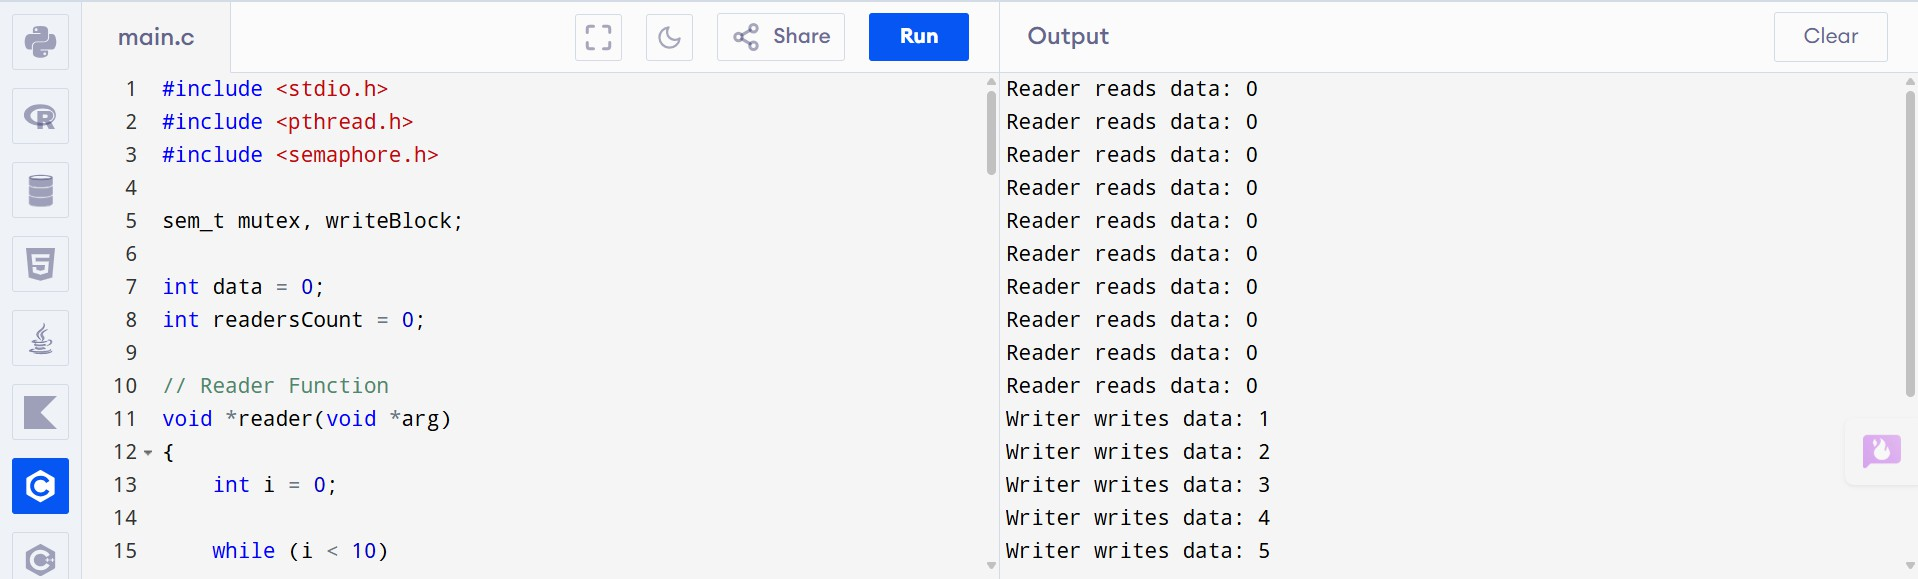 main.c
Share
Run
1 #include <stdio.h>
2 #include <pthread.h>
3 #include <semaphore.h>
4
5 sem_t mutex, writeBlock;
6
7 int data = 0;
8 int readersCount = 0;
9
10 // Reader Function
11 void *reader(void *arg)
12 {
13     int i = 0;
14
15     while (i < 10)
Output
Clear
Reader reads data: 0
Reader reads data: 0
Reader reads data: 0
Reader reads data: 0
Reader reads data: 0
Reader reads data: 0
Reader reads data: 0
Reader reads data: 0
Reader reads data: 0
Reader reads data: 0
Writer writes data: 1
Writer writes data: 2
Writer writes data: 3
Writer writes data: 4
Writer writes data: 5